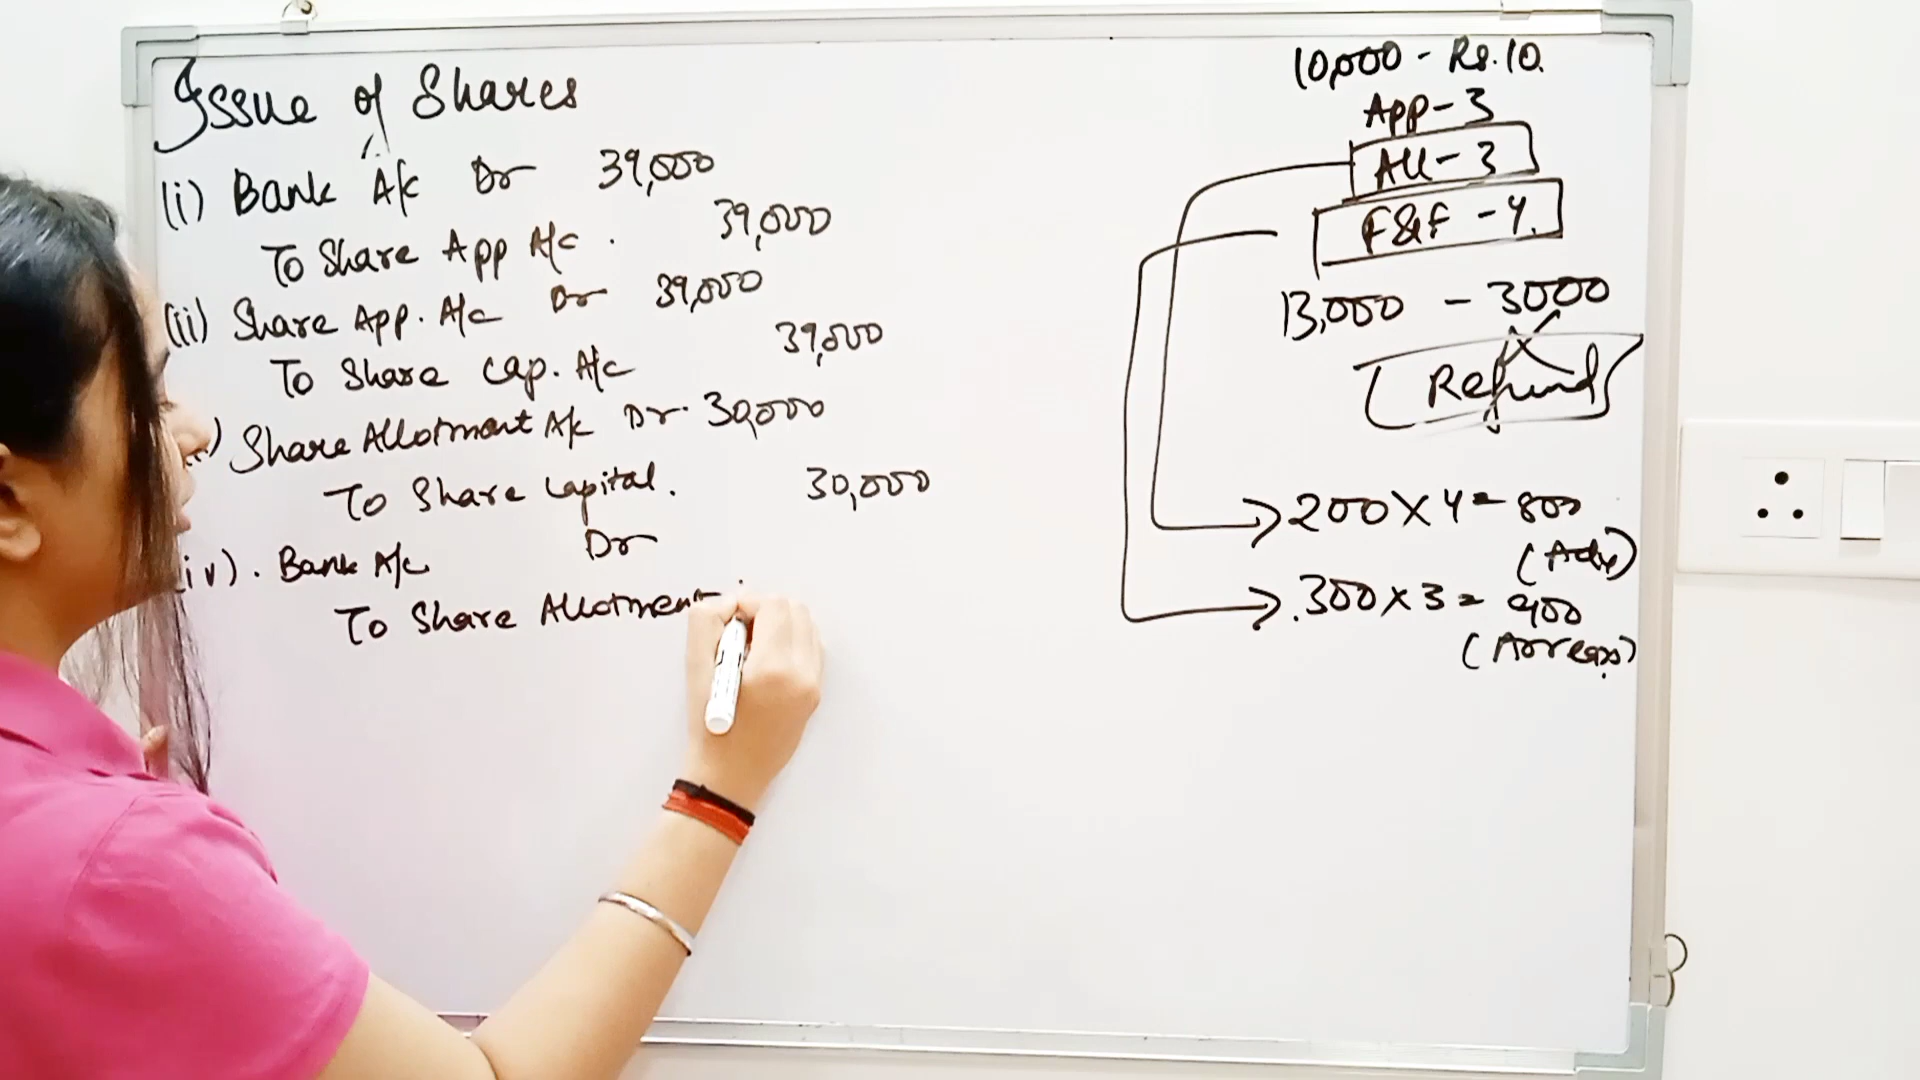 Issue of Shares
(i) Bank A/c Dr 39,000
To Share App A/c. 39,000
(ii) Share App. A/c Dr 39,000
To Share Cap. A/c 39,000
) Share Allotment A/c Dr. 30,000
To Share Capital. 30,000
iv). Bank A/c Dr
To Share Allotment
10,000 - Rs.10.
App - 3
All - 3
F&F - 4.
13,000 - 3000
Refund
200 X 4 = 800
(Adv)
.300 X 3 = 900
(Arrears)